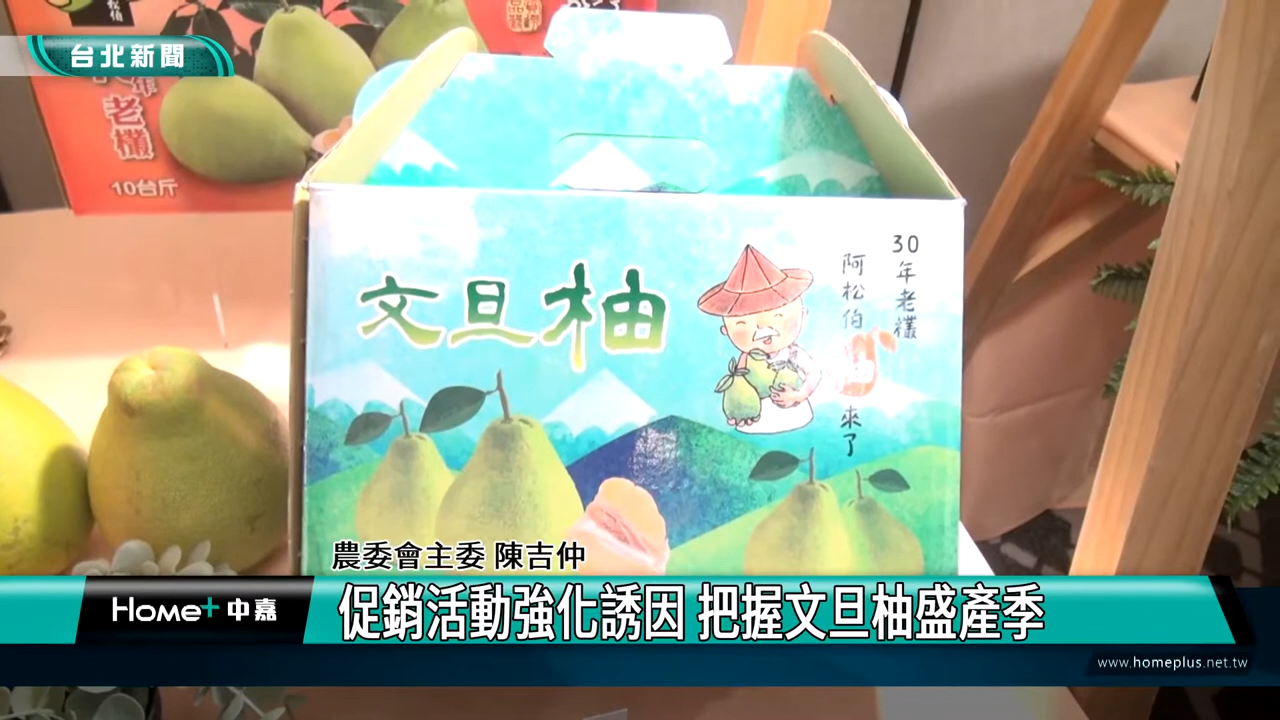 台北新聞
松伯
老欉
10台斤
文旦柚
30年老欉
阿松伯 來了
農委會主委 陳吉仲
Home+ 中嘉
促銷活動強化誘因 把握文旦柚盛產季
www.homeplus.net.tw